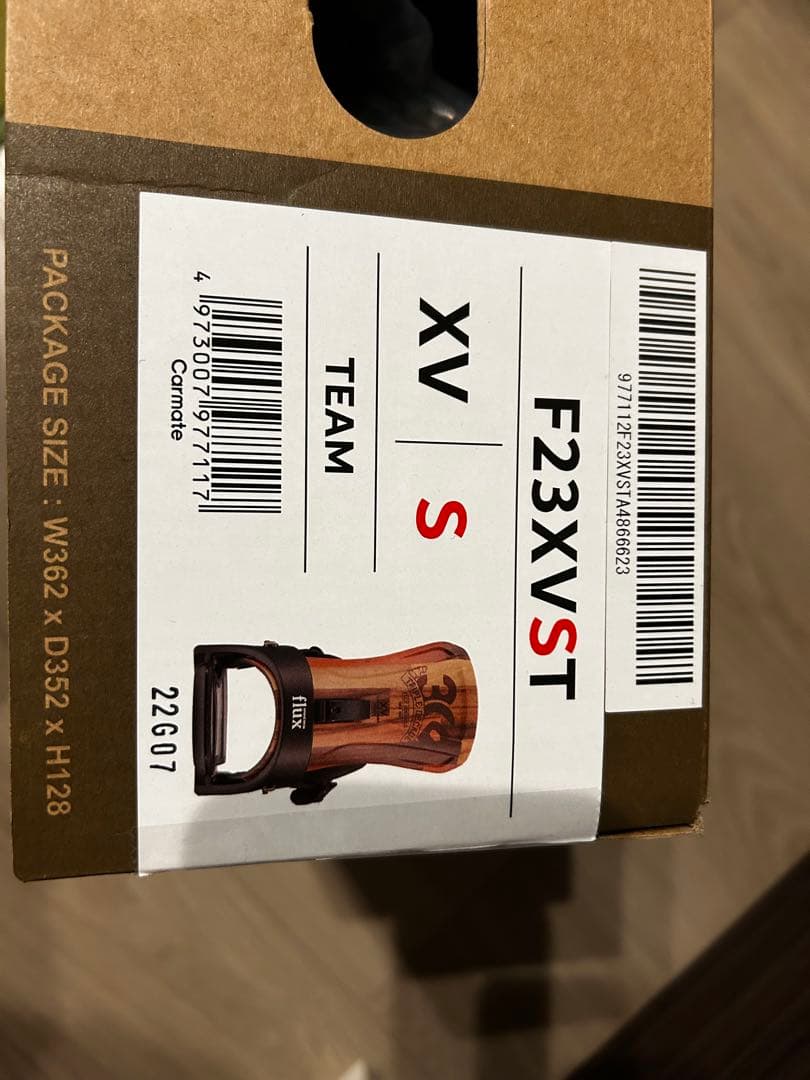 977112F23XVSTA4866623
F23XVST
XV S
TEAM
4 973007 977117
Carmate
flux
22G07
PACKAGE SIZE : W362 x D352 x H128